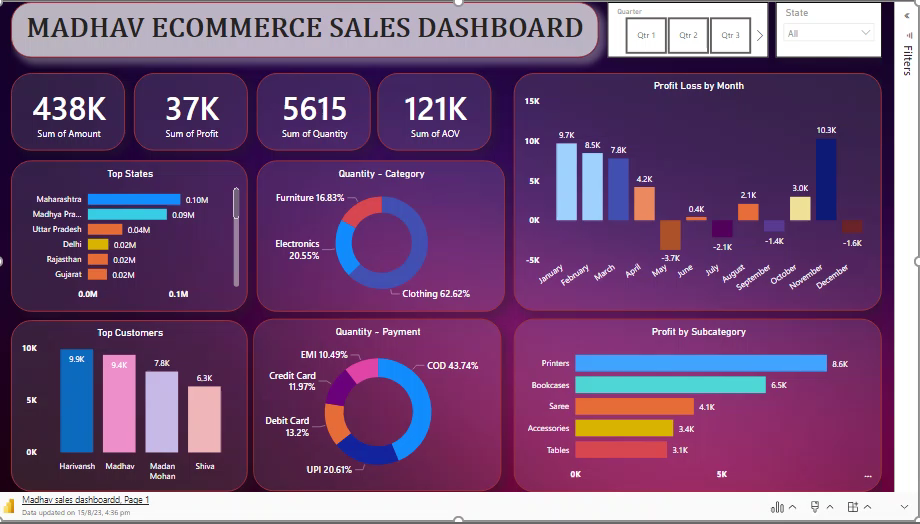 MADHAV ECOMMERCE SALES DASHBOARD
Quarter
Qtr 1
Qtr 2
Qtr 3
State
All
Filters
438K
Sum of Amount
37K
Sum of Profit
5615
Sum of Quantity
121K
Sum of AOV
Profit Loss by Month
15K
10K
5K
0K
-5K
9.7K
8.5K
7.8K
4.2K
-3.7K
0.4K
-2.1K
2.1K
-1.4K
3.0K
10.3K
-1.6K
January
February
March
April
May
June
July
August
September
October
November
December
Top States
Maharashtra 0.10M
Madhya Pra... 0.09M
Uttar Pradesh 0.04M
Delhi 0.02M
Rajasthan 0.02M
Gujarat 0.02M
0.0M 0.1M
Quantity - Category
Furniture 16.83%
Electronics
20.55%
Clothing 62.62%
Top Customers
10K
5K
0K
9.9K
9.4K
7.8K
6.3K
Harivansh
Madhav
Madan
Mohan
Shiva
Quantity - Payment
EMI 10.49%
COD 43.74%
Credit Card
11.97%
Debit Card
13.2%
UPI 20.61%
Profit by Subcategory
Printers 8.6K
Bookcases 6.5K
Saree 4.1K
Accessories 3.4K
Tables 3.1K
0K 5K
...
Madhav sales dashboardd, Page 1
Data updated on 15/8/23, 4:36 pm